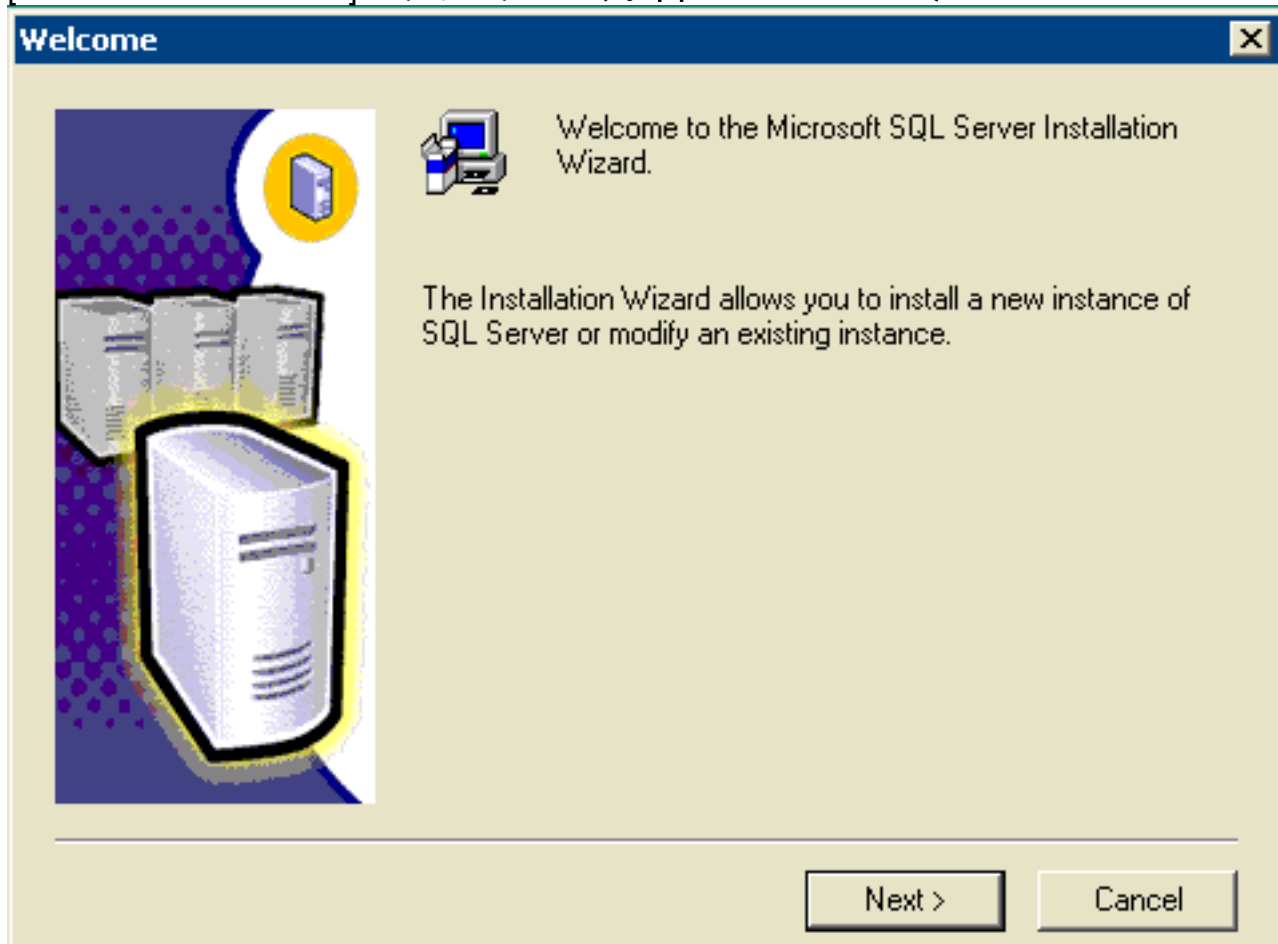 Welcome
Welcome to the Microsoft SQL Server Installation
Wizard.
The Installation Wizard allows you to install a new instance of
SQL Server or modify an existing instance.
Next >
Cancel